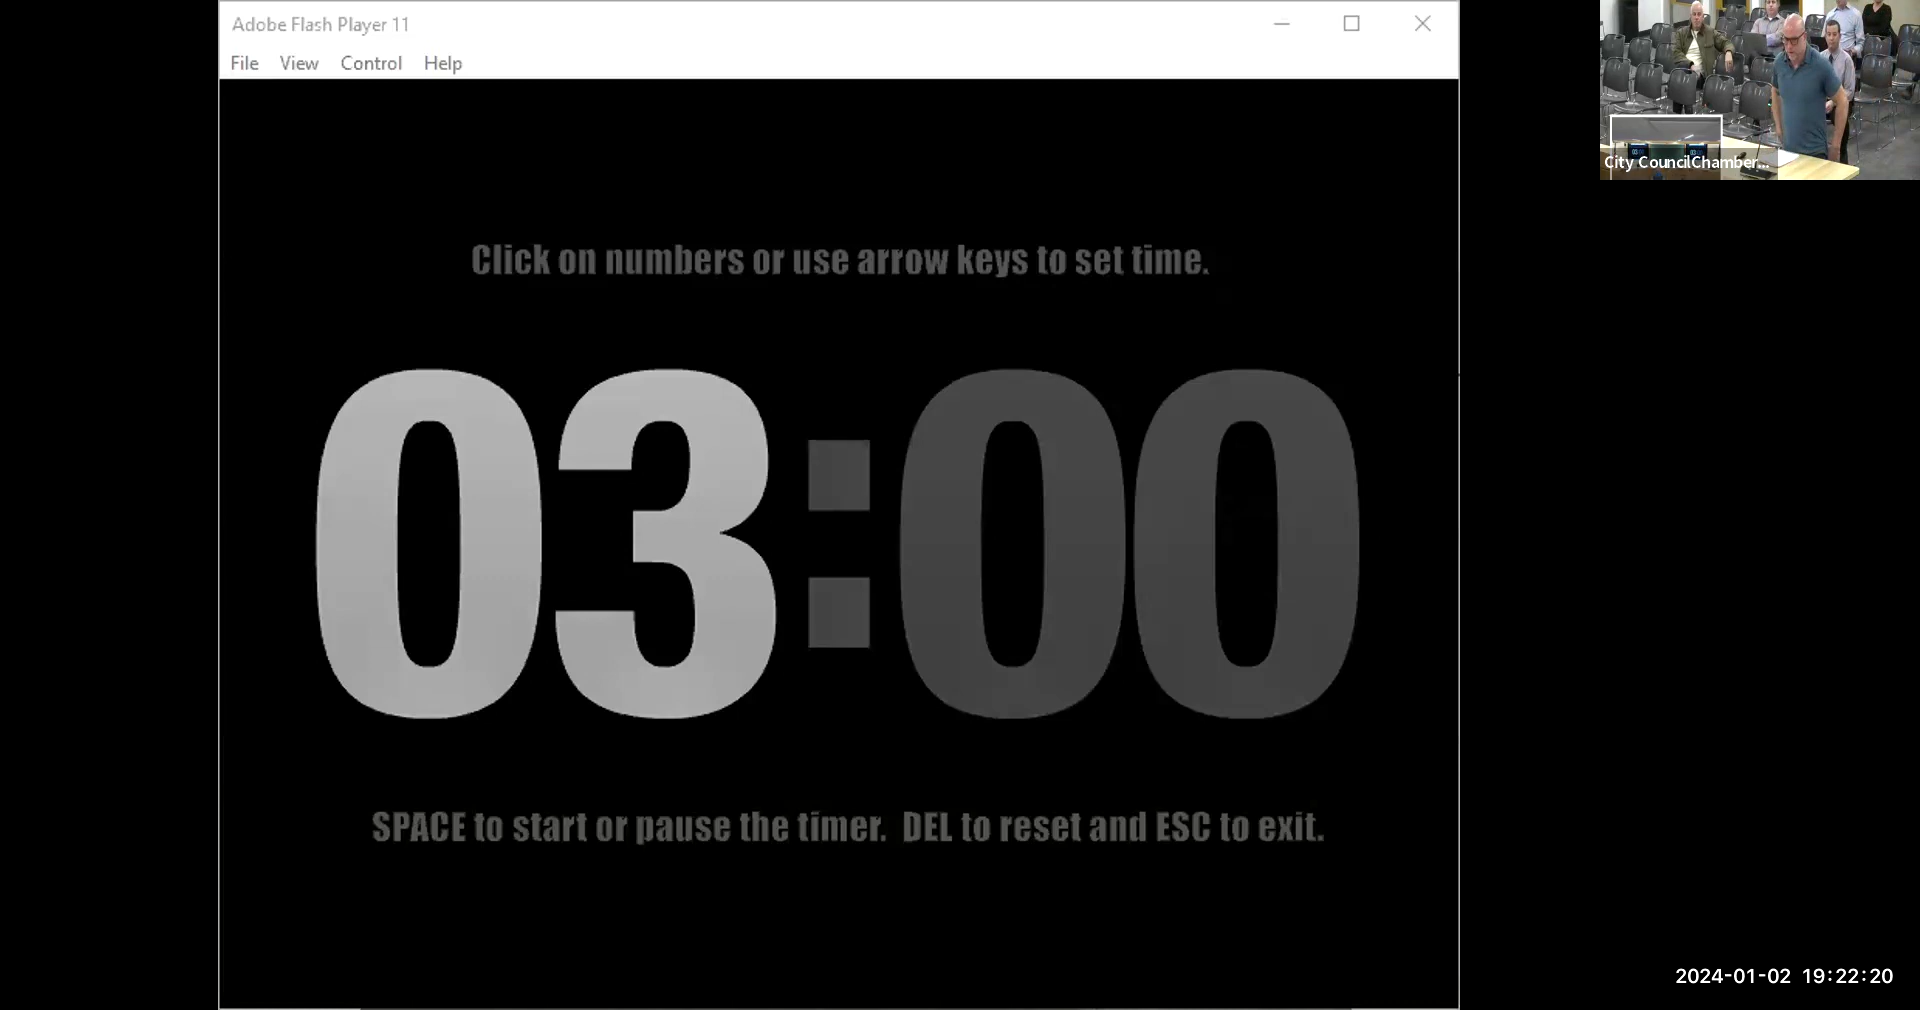 Adobe Flash Player 11
File View Control Help
Click on numbers or use arrow keys to set time.
03:00
SPACE to start or pause the timer. DEL to reset and ESC to exit.
City CouncilChamber...
2024-01-02 19:22:20